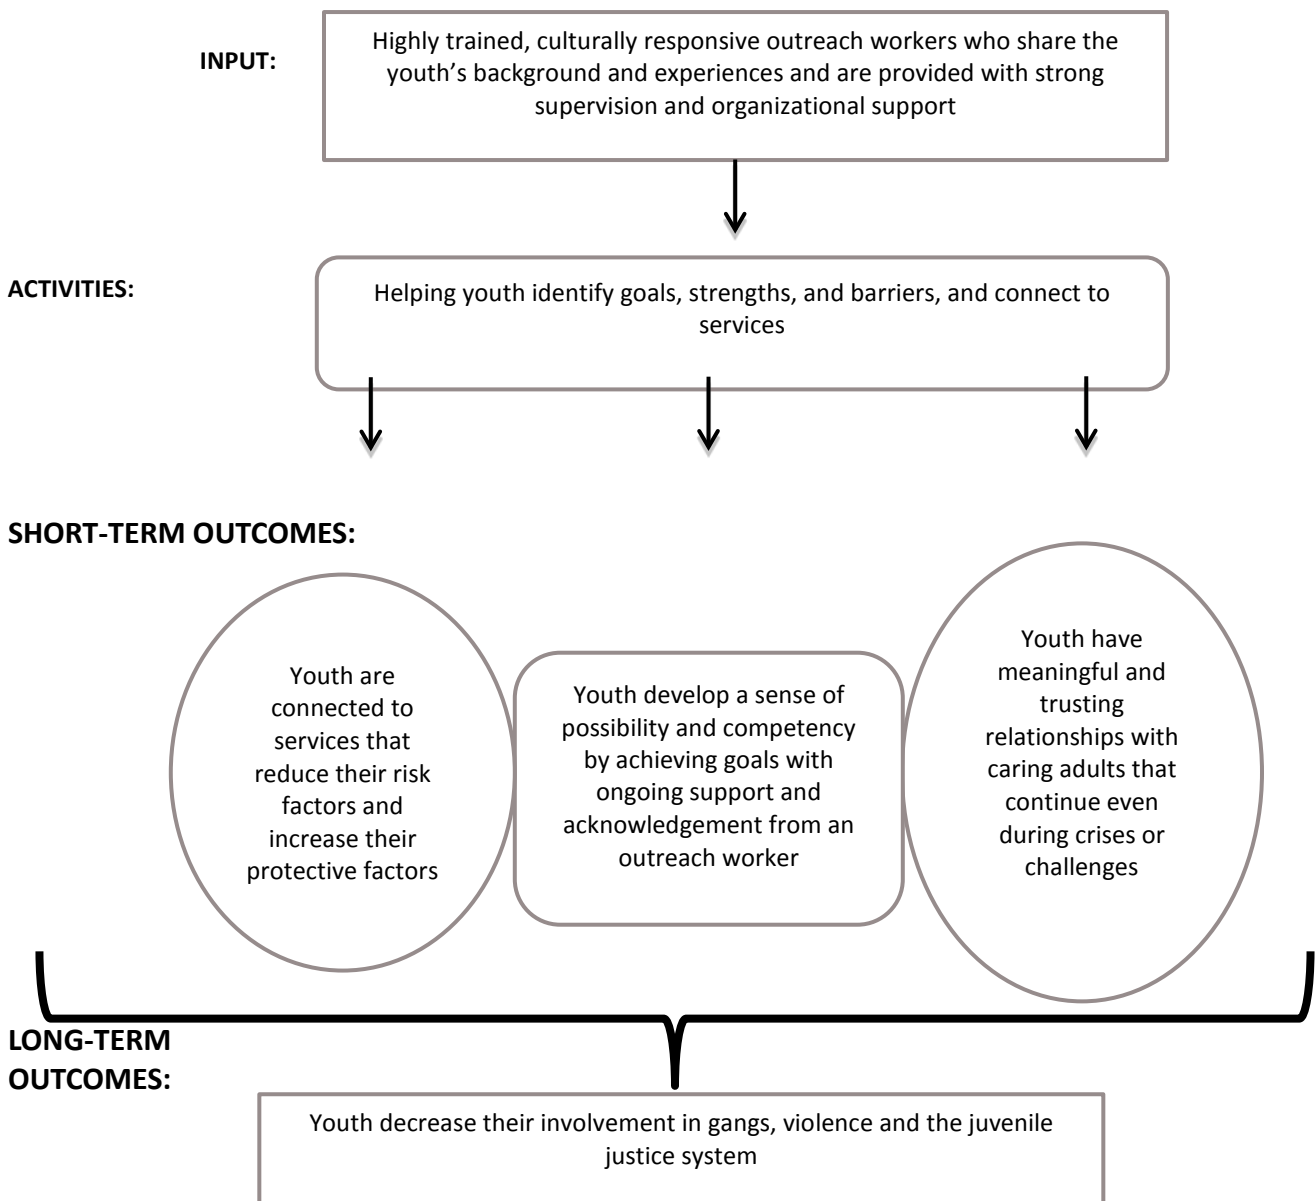 INPUT:
Highly trained, culturally responsive outreach workers who share the
youth’s background and experiences and are provided with strong
supervision and organizational support
ACTIVITIES:
Helping youth identify goals, strengths, and barriers, and connect to
services
SHORT-TERM OUTCOMES:
Youth are
connected to
services that
reduce their risk
factors and
increase their
protective factors
Youth develop a sense of
possibility and competency
by achieving goals with
ongoing support and
acknowledgement from an
outreach worker
Youth have
meaningful and
trusting
relationships with
caring adults that
continue even
during crises or
challenges
LONG-TERM
OUTCOMES:
Youth decrease their involvement in gangs, violence and the juvenile
justice system